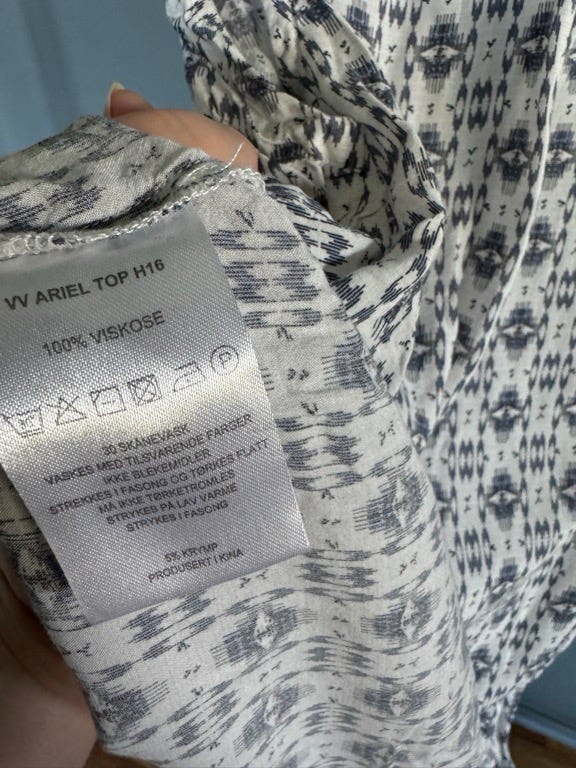 VV ARIEL TOP H16
100% VISKOSE
30 SKÅNEVASK
VASKES MED TILSVARENDE FARGER
IKKE BLEKEMIDLER
STREKKES I FASONG OG TØRKES FLATT
MÅ IKKE TØRKETROMLES
STRYKES PÅ LAV VARME
STRYKES I FASONG
5% KRYMP
PRODUSERT I KINA